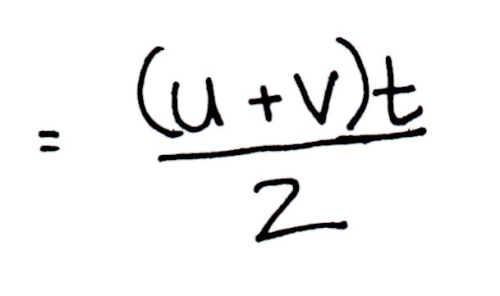 = (u + v)t
2